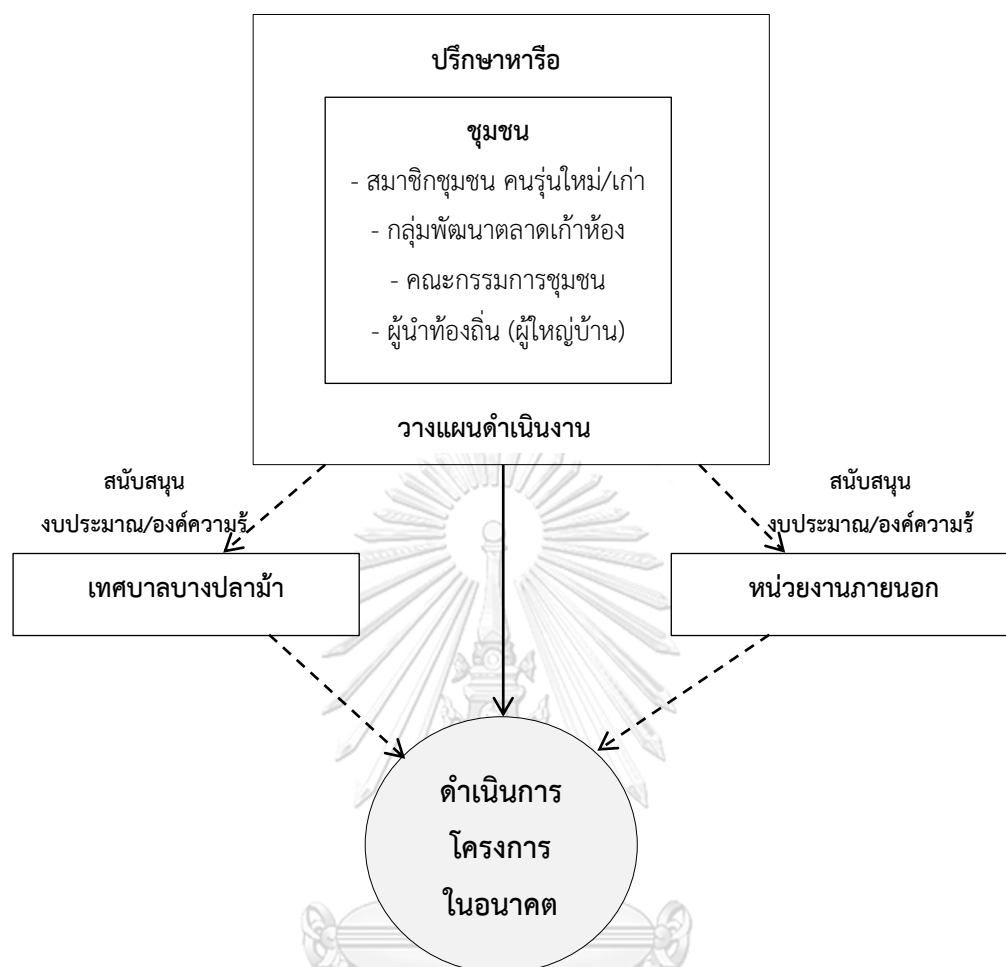 ปรึกษาหารือ
ชุมชน
- สมาชิกชุมชน คนรุ่นใหม่/เก่า
- กลุ่มพัฒนาตลาดเก้าห้อง
- คณะกรรมการชุมชน
- ผู้นำท้องถิ่น (ผู้ใหญ่บ้าน)
วางแผนดำเนินงาน
สนับสนุน
งบประมาณ/องค์ความรู้
สนับสนุน
งบประมาณ/องค์ความรู้
เทศบาลบางปลาม้า
หน่วยงานภายนอก
ดำเนินการ
โครงการ
ในอนาคต